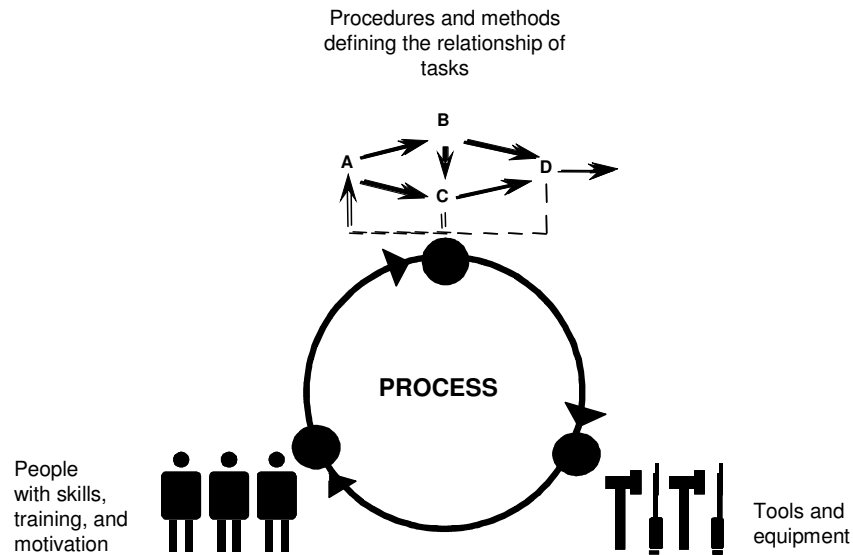 Procedures and methods
defining the relationship of
tasks
B
A
D
C
PROCESS
People
with skills,
training, and
motivation
Tools and
equipment